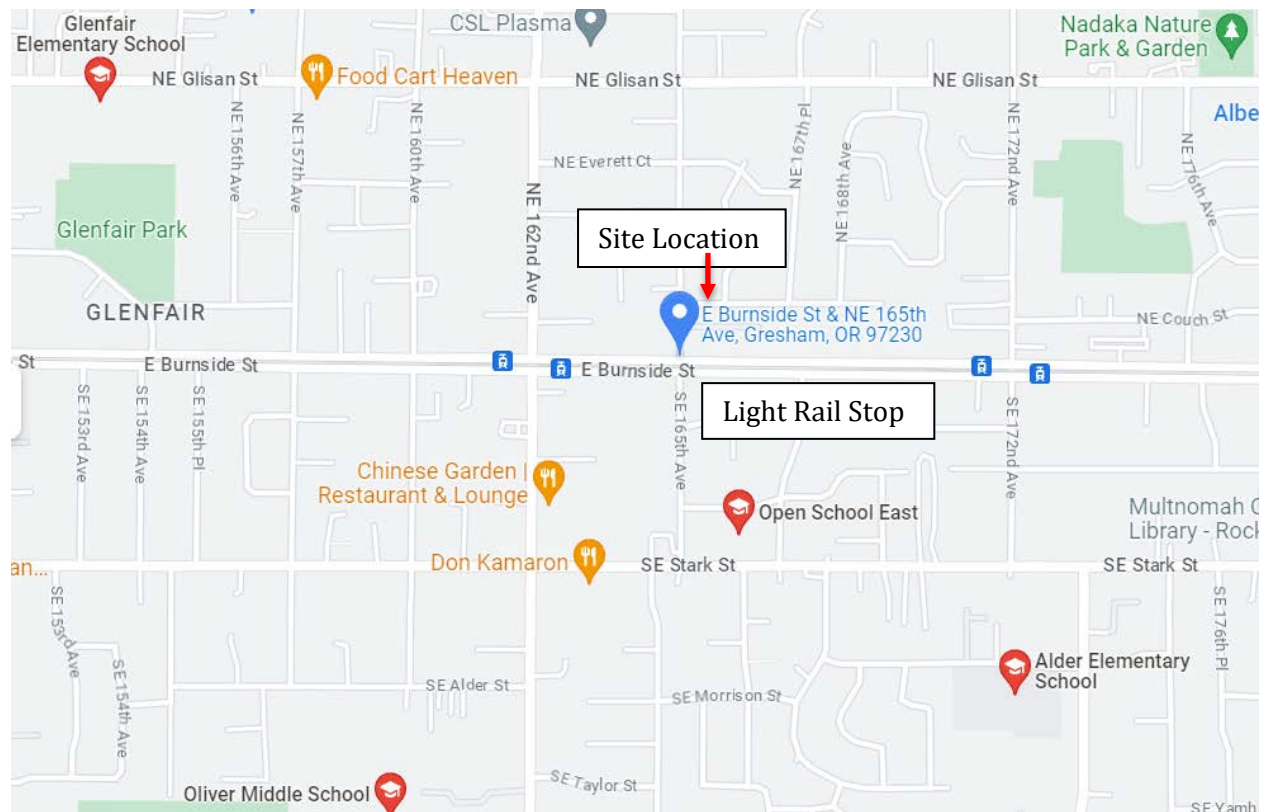 Glenfair
Elementary School
CSL Plasma
Nadaka Nature
Park & Garden
NE Glisan St
Food Cart Heaven
NE Glisan St
NE Glisan St
Albe
NE 156th Ave
NE 157th Ave
NE 160th Ave
NE 162nd Ave
NE Everett Ct
NE 167th Pl
NE 168th Ave
NE 172nd Ave
NE 176th Ave
Glenfair Park
Site Location
GLENFAIR
E Burnside St & NE 165th
Ave, Gresham, OR 97230
NE Couch St
St
E Burnside St
E Burnside St
Light Rail Stop
SE 153rd Ave
SE 154th Ave
SE 155th Pl
SE 165th Ave
SE 172nd Ave
Chinese Garden |
Restaurant & Lounge
Open School East
Multnomah C
Library - Rock
an...
Don Kamaron
SE Stark St
SE Stark St
SE 153rd Ave
SE 154th Ave
SE 176th Pl
Alder Elementary
School
SE Alder St
SE Morrison St
Oliver Middle School
SE Taylor St
SE Yamh